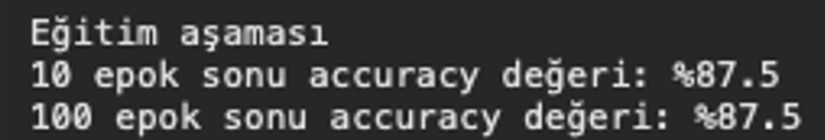 Eğitim aşaması
10 epok sonu accuracy değeri: %87.5
100 epok sonu accuracy değeri: %87.5